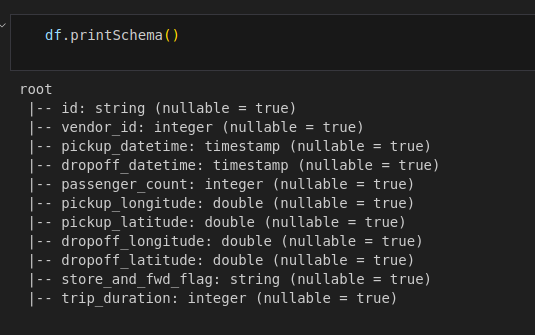 df.printSchema()
root
|-- id: string (nullable = true)
|-- vendor_id: integer (nullable = true)
|-- pickup_datetime: timestamp (nullable = true)
|-- dropoff_datetime: timestamp (nullable = true)
|-- passenger_count: integer (nullable = true)
|-- pickup_longitude: double (nullable = true)
|-- pickup_latitude: double (nullable = true)
|-- dropoff_longitude: double (nullable = true)
|-- dropoff_latitude: double (nullable = true)
|-- store_and_fwd_flag: string (nullable = true)
|-- trip_duration: integer (nullable = true)